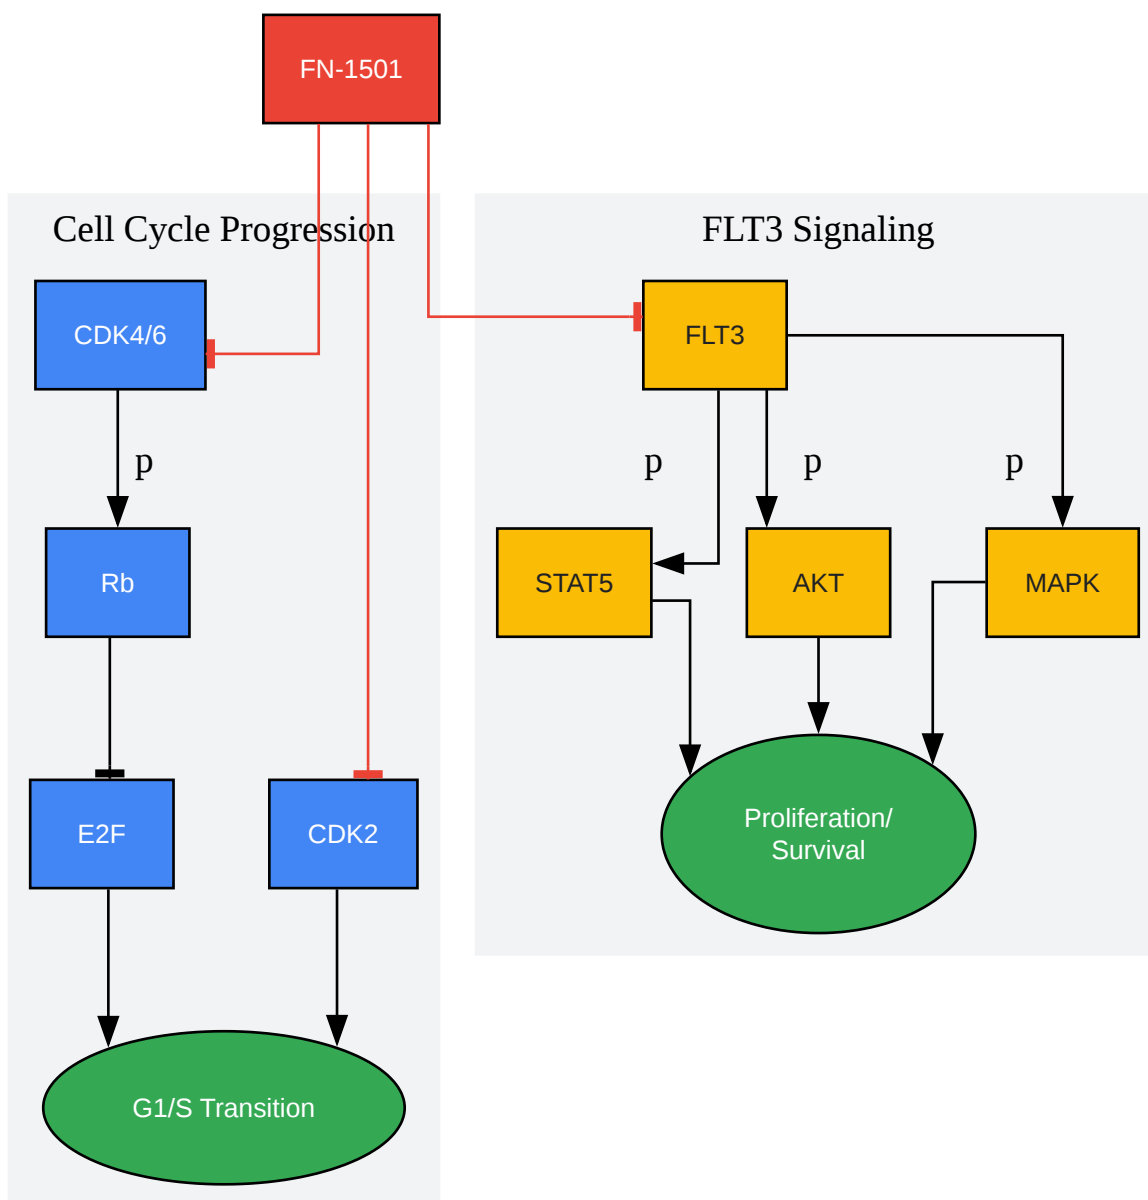 FN-1501
Cell Cycle Progression
FLT3 Signaling
CDK4/6
FLT3
p
p
p
p
Rb
STAT5
AKT
MAPK
E2F
CDK2
Proliferation/
Survival
G1/S Transition